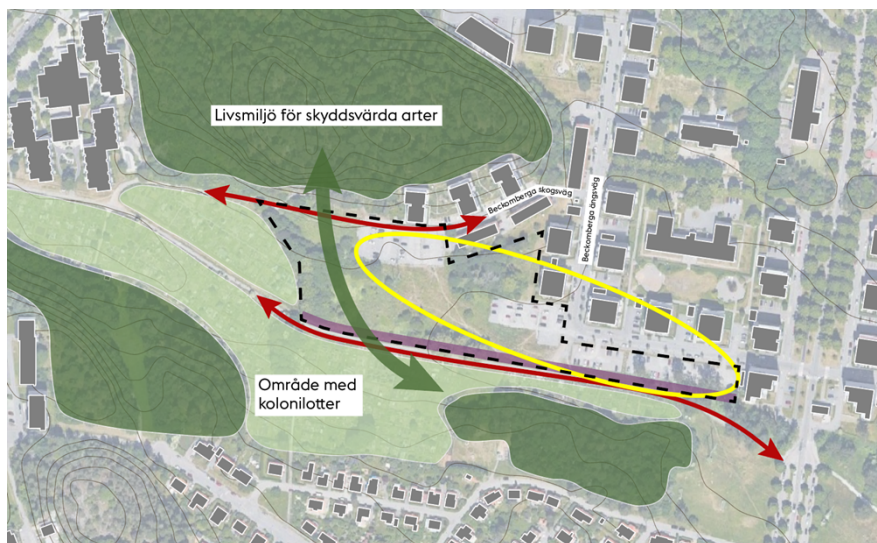 Livsmiljö för skyddsvärda arter
Beckomberga skogsväg
Beckomberga ängsväg
Område med
kolonilotter